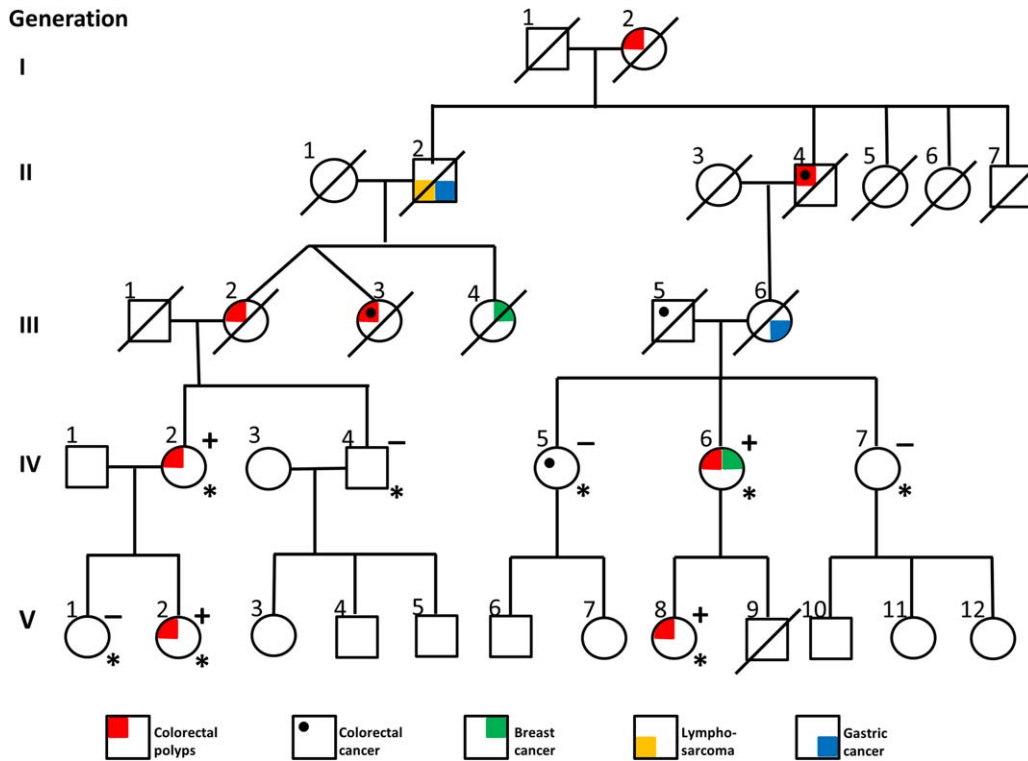 Generation
1 2
I
1 2 3 4 5 6 7
II
1 2 3 4 5 6
III
1 2 + 3 4 – 5 – 6 + 7 –
IV
* * * * *
1 – 2 + 3 4 5 6 7 8 + 9 10 11 12
V
* * *
Colorectal polyps
Colorectal cancer
Breast cancer
Lympho-sarcoma
Gastric cancer